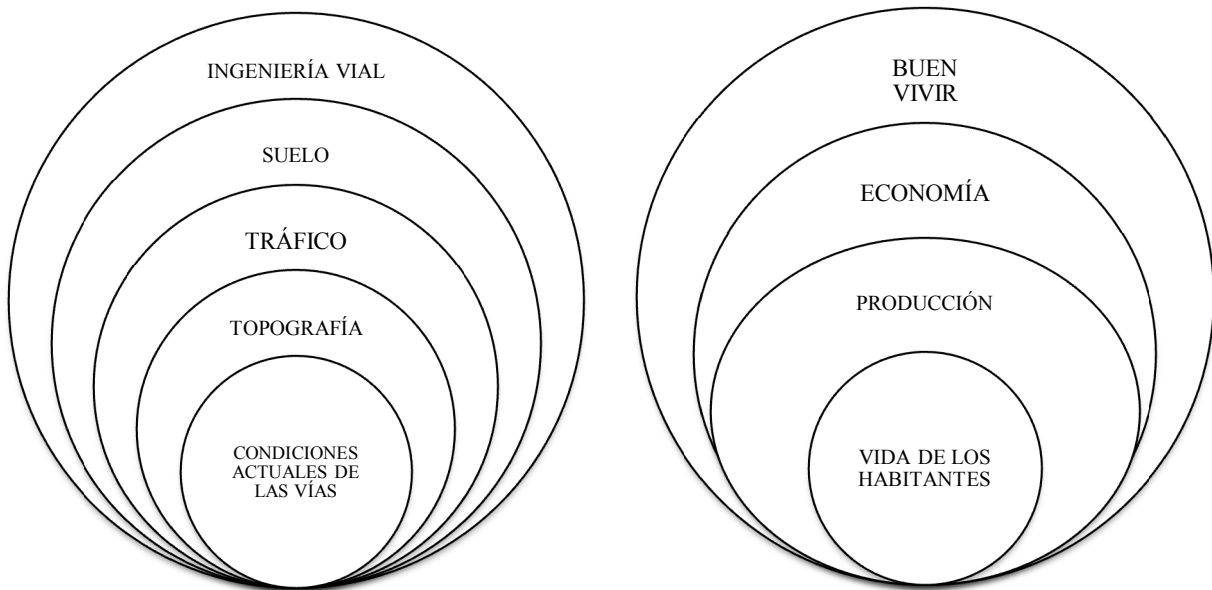 INGENIERÍA VIAL
SUELO
TRÁFICO
TOPOGRAFÍA
CONDICIONES
ACTUALES DE
LAS VÍAS
BUEN
VIVIR
ECONOMÍA
PRODUCCIÓN
VIDA DE LOS
HABITANTES